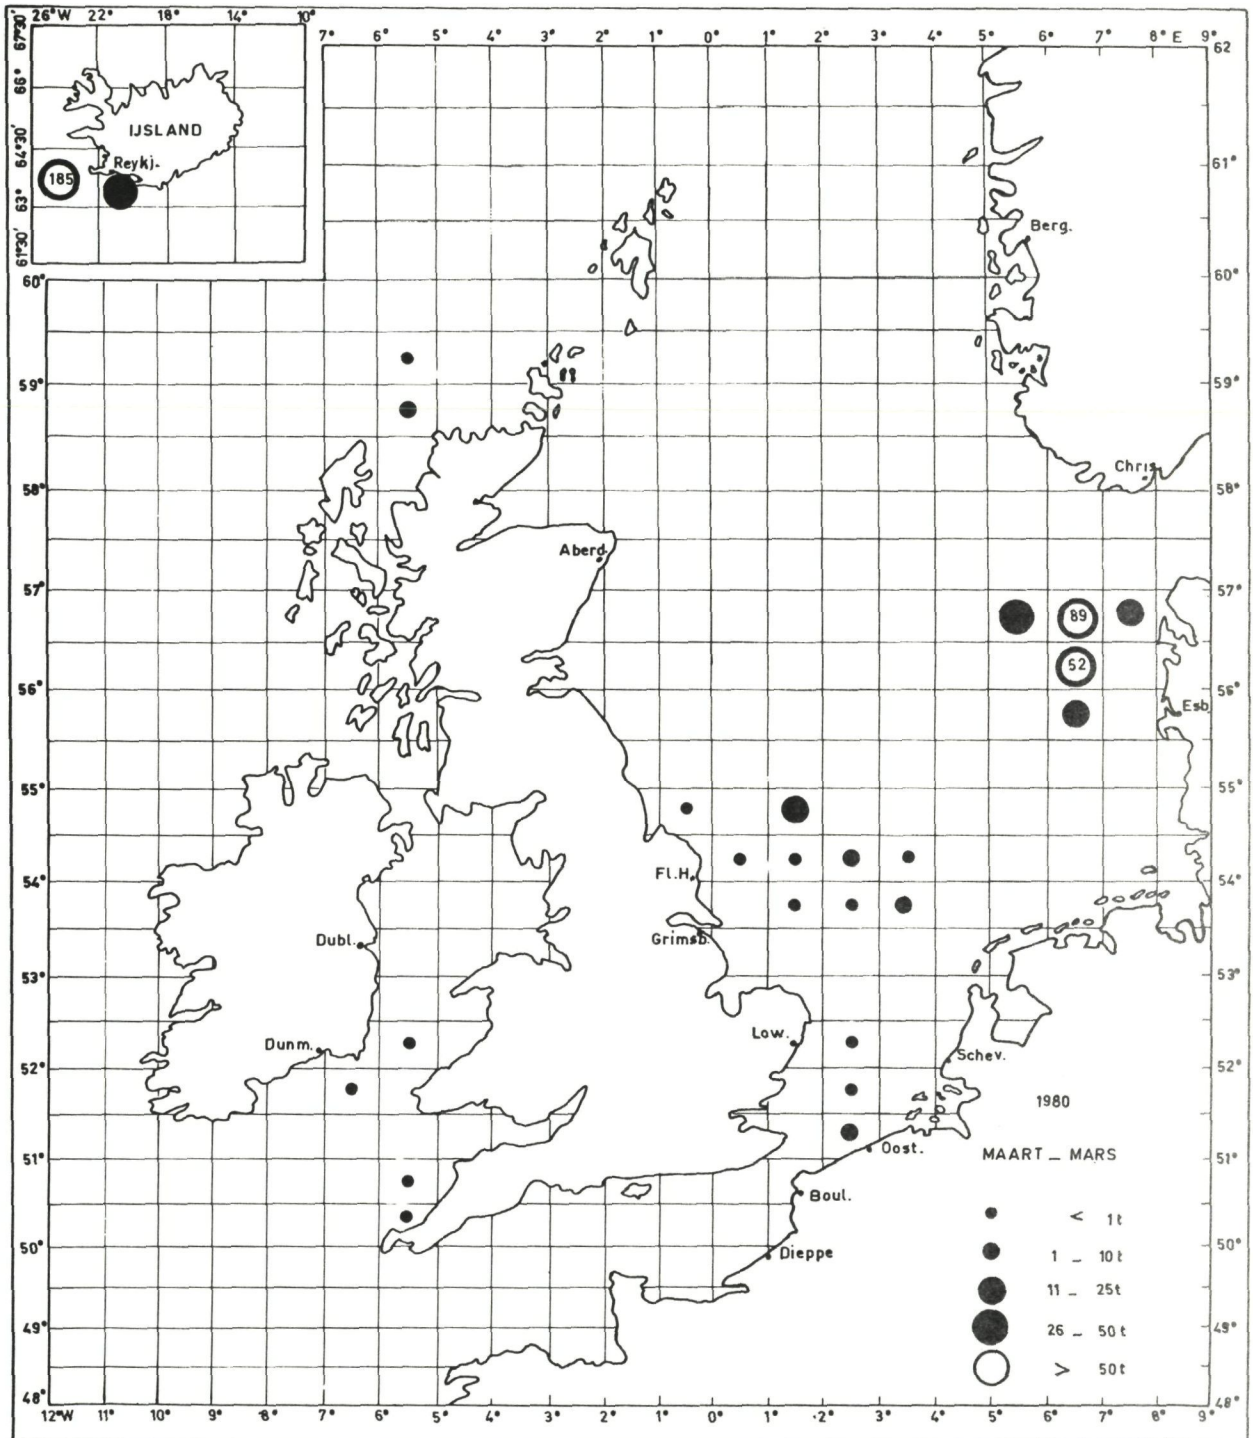 26°W 22° 18° 14° 10°
67°30' 66° 64°30' 63° 61°30'
IJSLAND
Reykj.
185
7° 6° 5° 4° 3° 2° 1° 0° 1° 2° 3° 4° 5° 6° 7° 8° E 9°
62
61°
Berg.
60° 60°
59° 59°
Chris
58° 58°
Aberd.
57° 57°
89
52
56° 56°
Esb
55° 55°
Fl.H.
54° 54°
Dubl.
Grimsb.
53° 53°
Dunm.
Low.
Schev.
52° 52°
1980
Oost.
51° 51°
MAART _ MARS
Boul.
< 1t
50° 50°
Dieppe
1 _ 10t
11 _ 25t
49° 49°
26 _ 50t
> 50t
48° 48°
12°W 11° 10° 9° 8° 7° 6° 5° 4° 3° 2° 1° 0° 1° 2° 3° 4° 5° 6° 7° 8° 9°